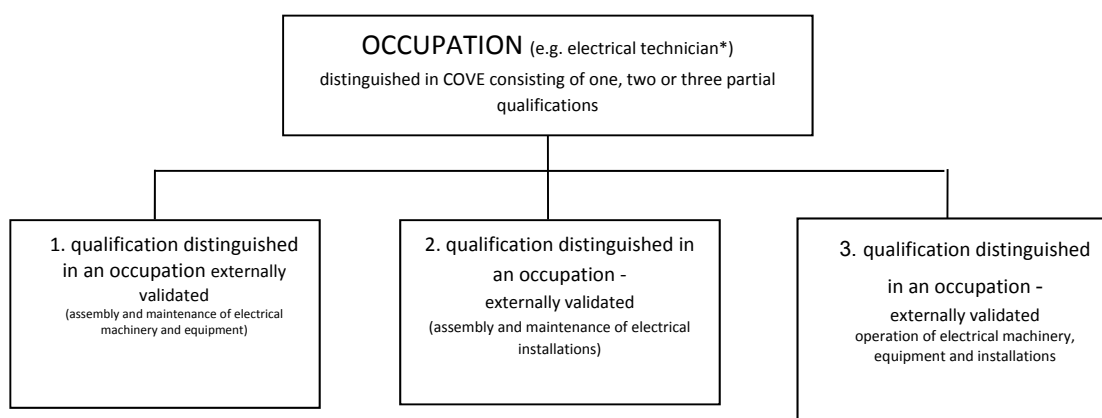 OCCUPATION (e.g. electrical technician*)
distinguished in COVE consisting of one, two or three partial
qualifications
1. qualification distinguished
in an occupation externally
validated
(assembly and maintenance of electrical
machinery and equipment)
2. qualification distinguished in
an occupation -
externally validated
(assembly and maintenance of electrical
installations)
3. qualification distinguished
in an occupation -
externally validated
operation of electrical machinery,
equipment and installations